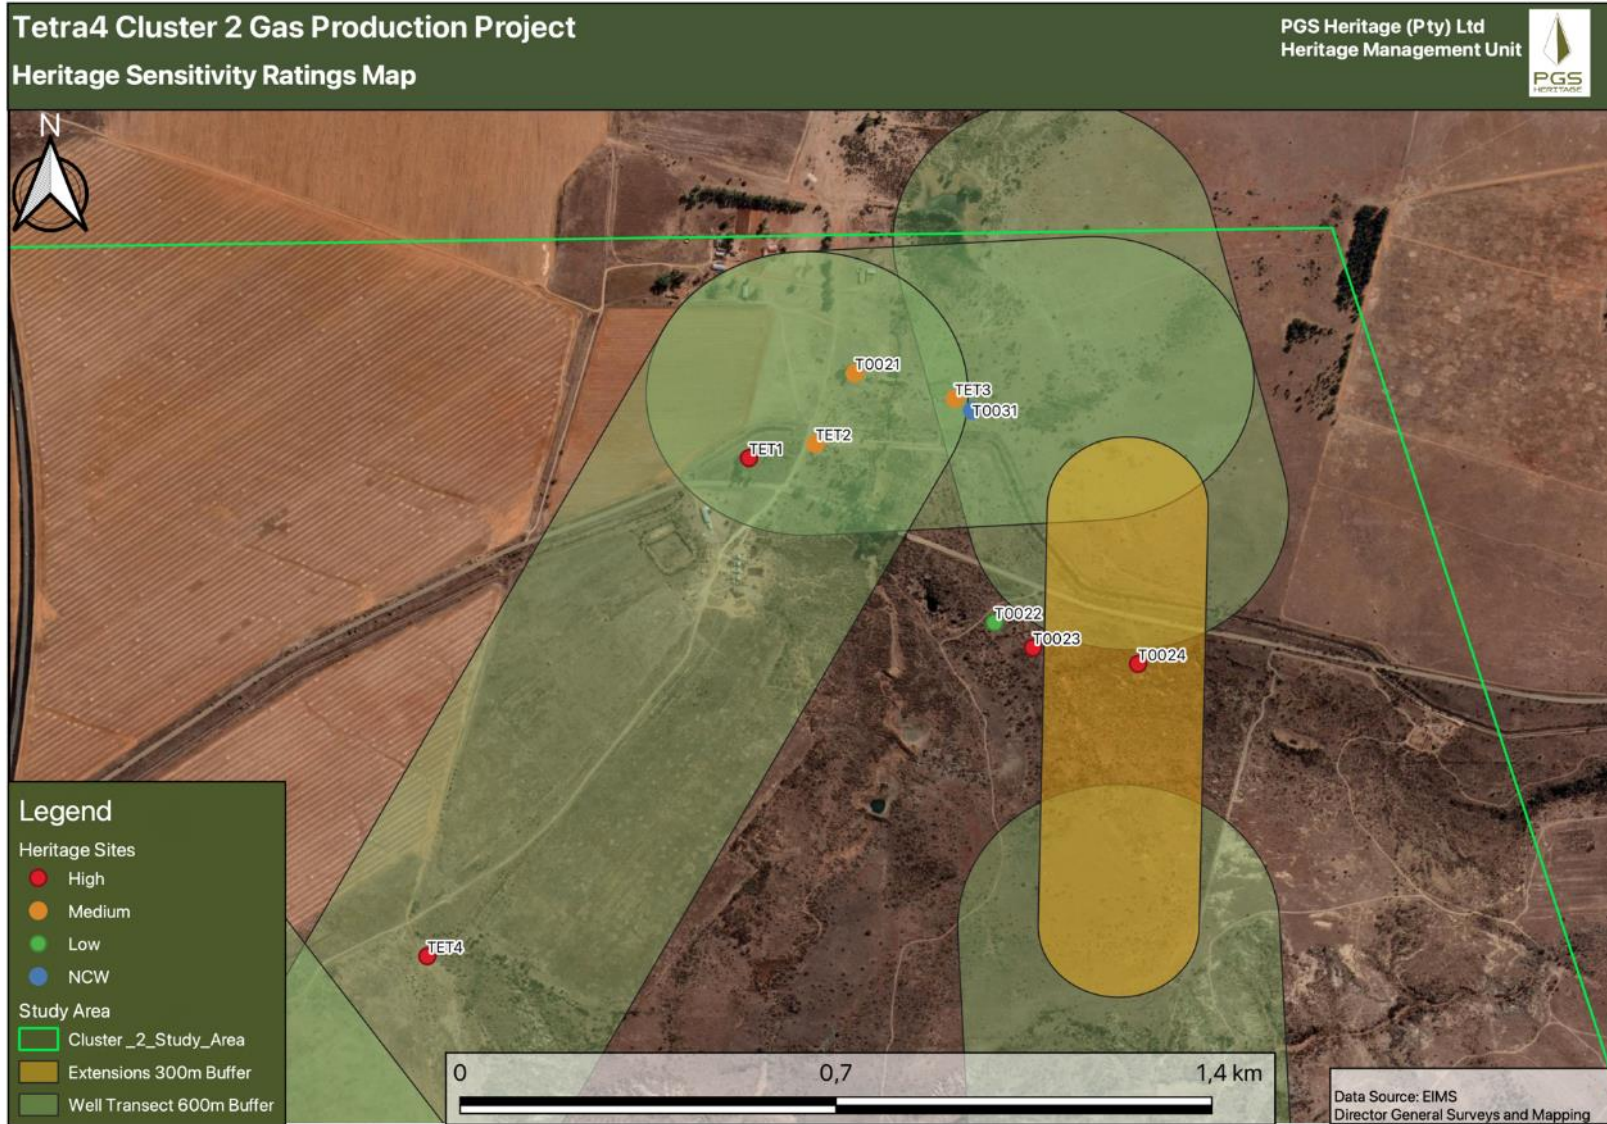 Tetra4 Cluster 2 Gas Production Project
Heritage Sensitivity Ratings Map
PGS Heritage (Pty) Ltd
Heritage Management Unit
PGS
HERITAGE
N
T0021
TET3
T0031
TET2
TET1
T0022
T0023
T0024
TET4
Legend
Heritage Sites
High
Medium
Low
NCW
Study Area
Cluster _2_Study_Area
Extensions 300m Buffer
Well Transect 600m Buffer
0 0,7 1,4 km
Data Source: EIMS
Director General Surveys and Mapping